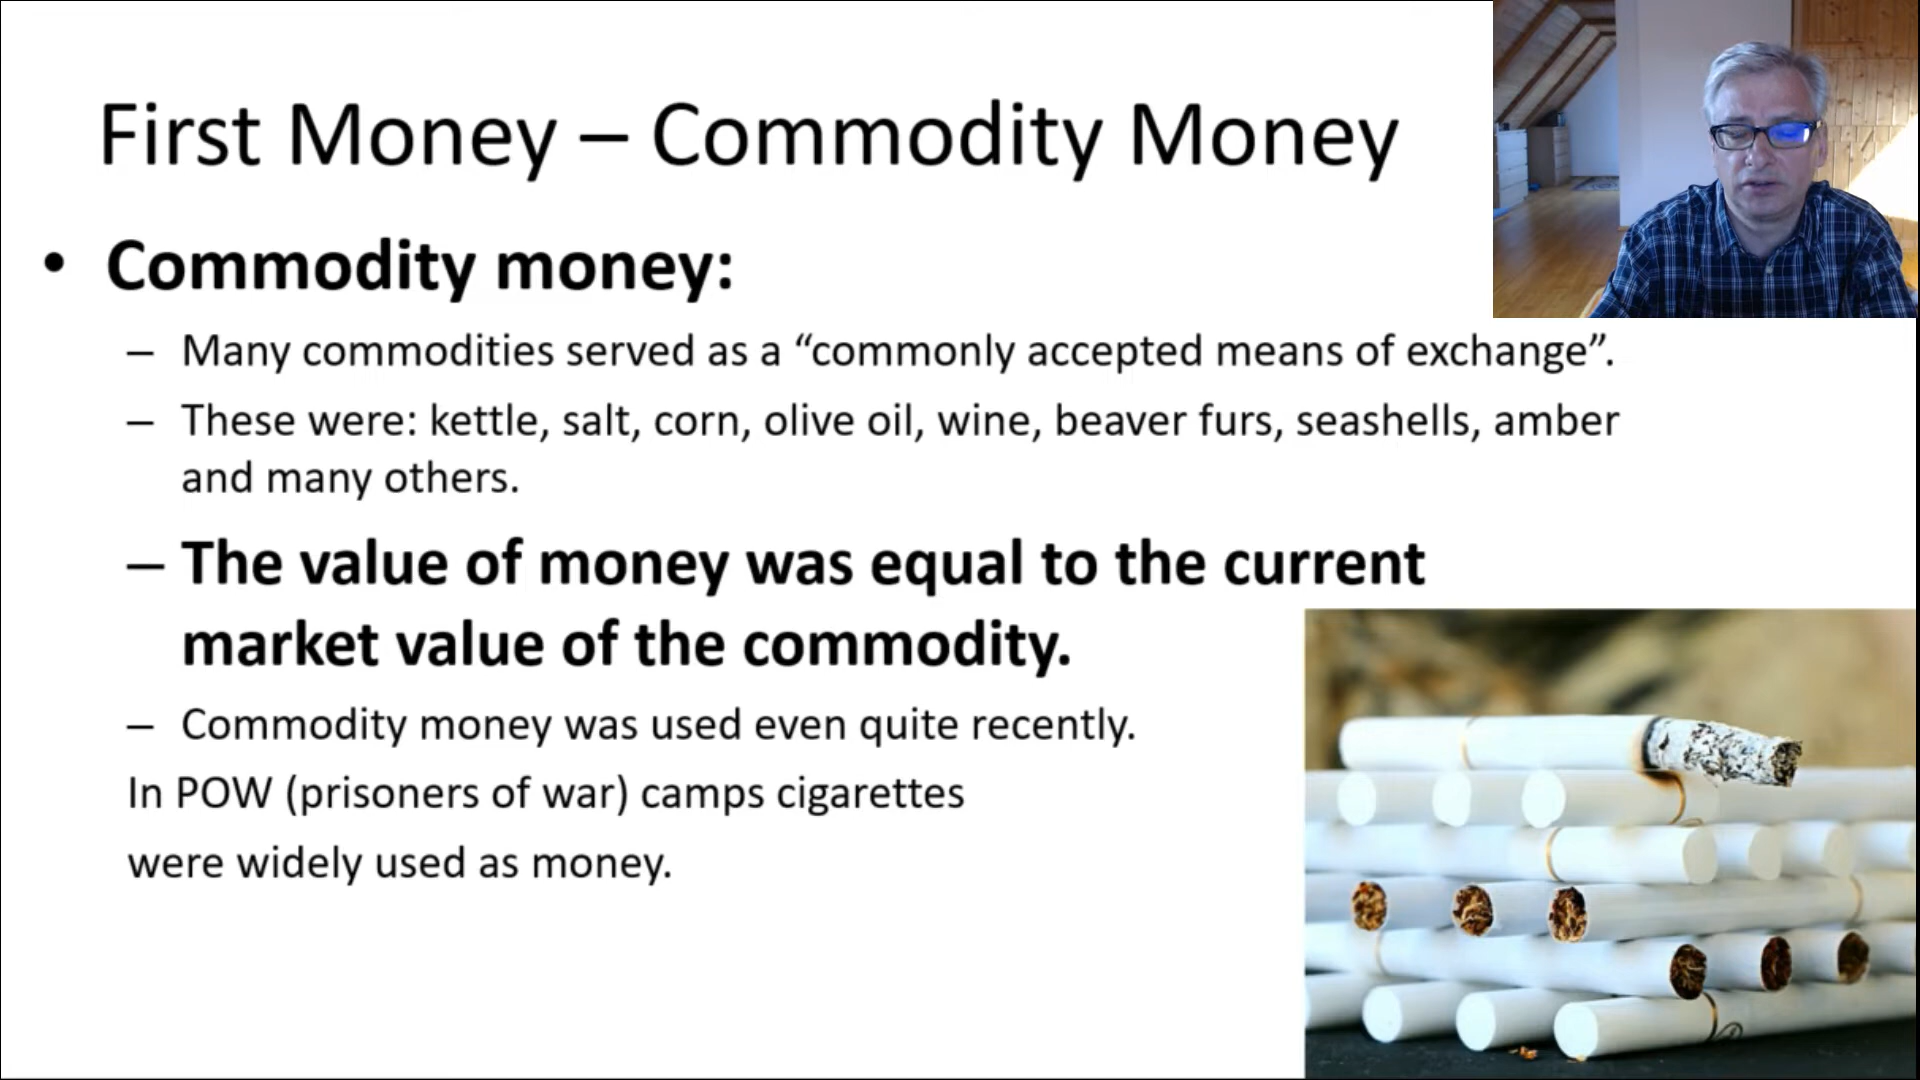 First Money – Commodity Money
• Commodity money:
– Many commodities served as a “commonly accepted means of exchange”.
– These were: kettle, salt, corn, olive oil, wine, beaver furs, seashells, amber
and many others.
– The value of money was equal to the current
market value of the commodity.
– Commodity money was used even quite recently.
In POW (prisoners of war) camps cigarettes
were widely used as money.